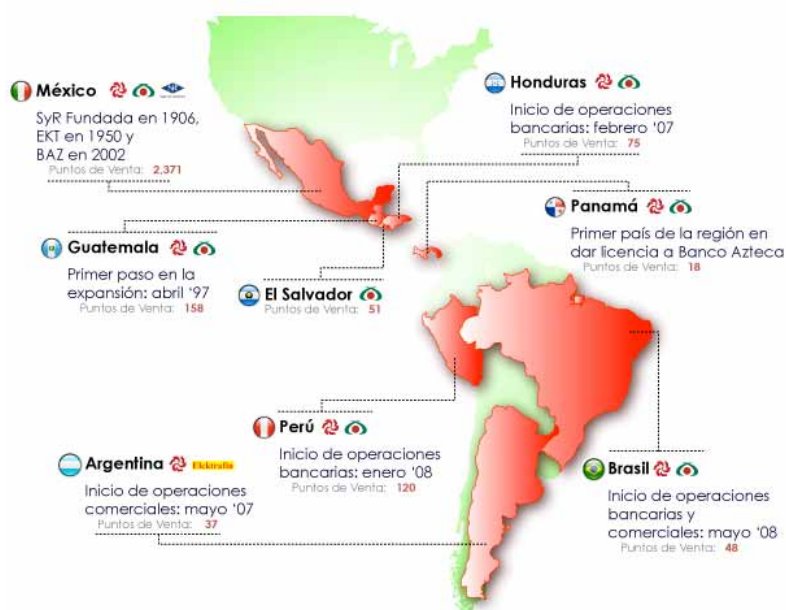 México
SyR Fundada en 1906,
EKT en 1950 y
BAZ en 2002
Puntos de Venta: 2,371
Honduras
Inicio de operaciones
bancarias: febrero ‘07
Puntos de Venta: 75
Panamá
Primer país de la región en
dar licencia a Banco Azteca
Puntos de Venta: 18
Guatemala
Primer paso en la
expansión: abril ‘97
Puntos de Venta: 158
El Salvador
Puntos de Venta: 51
Perú
Inicio de operaciones
bancarias: enero ‘08
Puntos de Venta: 120
Argentina Elektrafin
Inicio de operaciones
comerciales: mayo ‘07
Puntos de Venta: 37
Brasil
Inicio de operaciones
bancarias y
comerciales: mayo ‘08
Puntos de Venta: 48